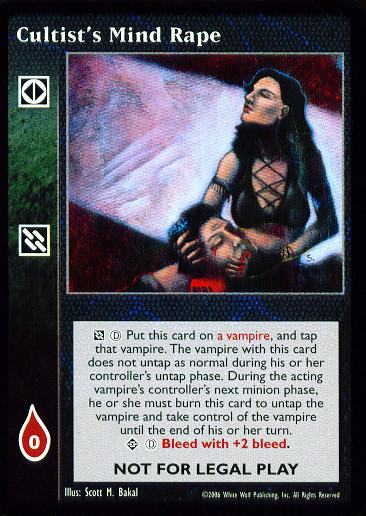 Cultist's Mind Rape
S.
Ⓓ Put this card on a vampire, and tap
that vampire. The vampire with this card
does not untap as normal during his or her
controller's untap phase. During the acting
vampire's controller's next minion phase,
he or she must burn this card to untap the
vampire and take control of the vampire
until the end of his or her turn.
Ⓓ Bleed with +2 bleed.
0
NOT FOR LEGAL PLAY
Illus: Scott M. Bakal
©2006 White Wolf Publishing, Inc. All Rights Reserved